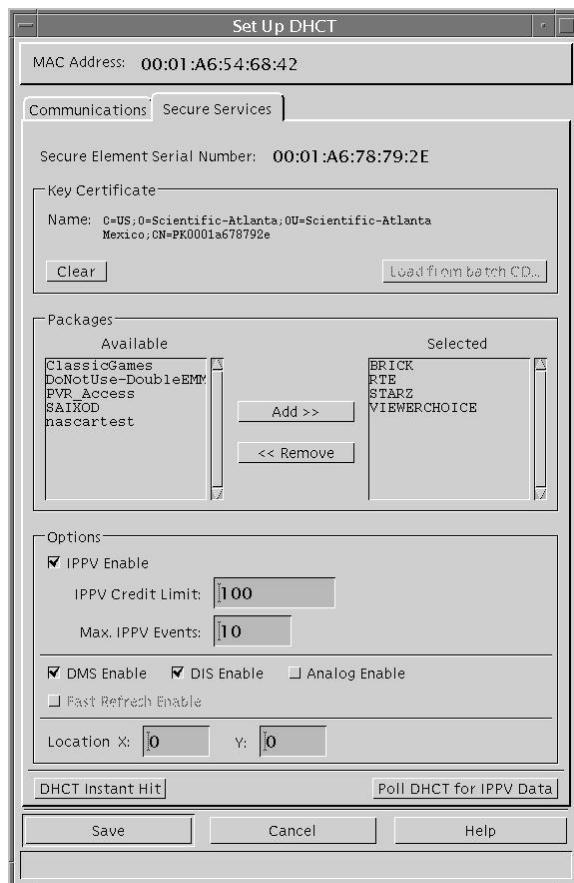 Set Up DHCT
MAC Address: 00:01:A6:54:68:42
Communications Secure Services
Secure Element Serial Number: 00:01:A6:78:79:2E
Key Certificate
Name: C=US;O=Scientific-Atlanta;OU=Scientific-Atlanta
Mexico;CN=PK0001a678792e
Clear Load from batch CD...
Packages
Available Selected
ClassicGames BRICK
DoNotUse-DoubleEMM RTE
PVR_Access STARZ
SAIXOD VIEWERCHOICE
nascartest
Add >>
<< Remove
Options
IPPV Enable
IPPV Credit Limit: 100
Max. IPPV Events: 10
DMS Enable DIS Enable Analog Enable
Fast Refresh Enable
Location X: 0 Y: 0
DHCT Instant Hit Poll DHCT for IPPV Data
Save Cancel Help